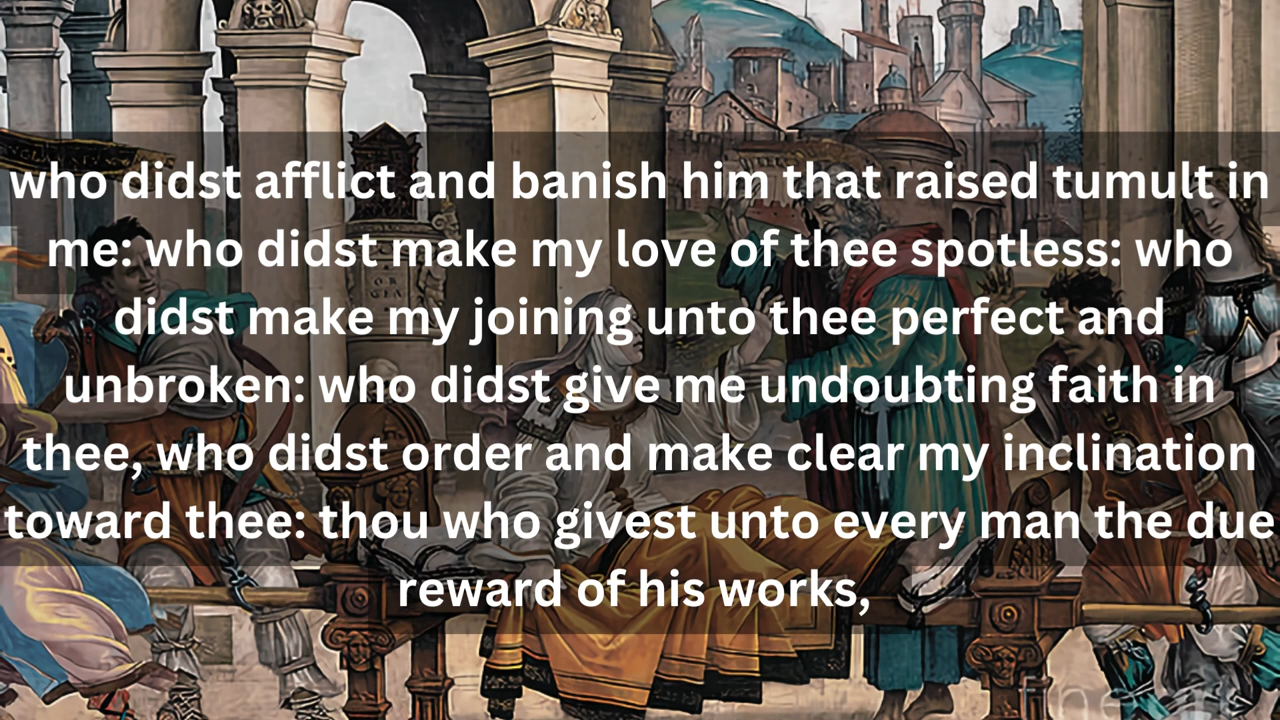 who didst afflict and banish him that raised tumult in
me: who didst make my love of thee spotless: who
didst make my joining unto thee perfect and
unbroken: who didst give me undoubting faith in
thee, who didst order and make clear my inclination
toward thee: thou who givest unto every man the due
reward of his works,